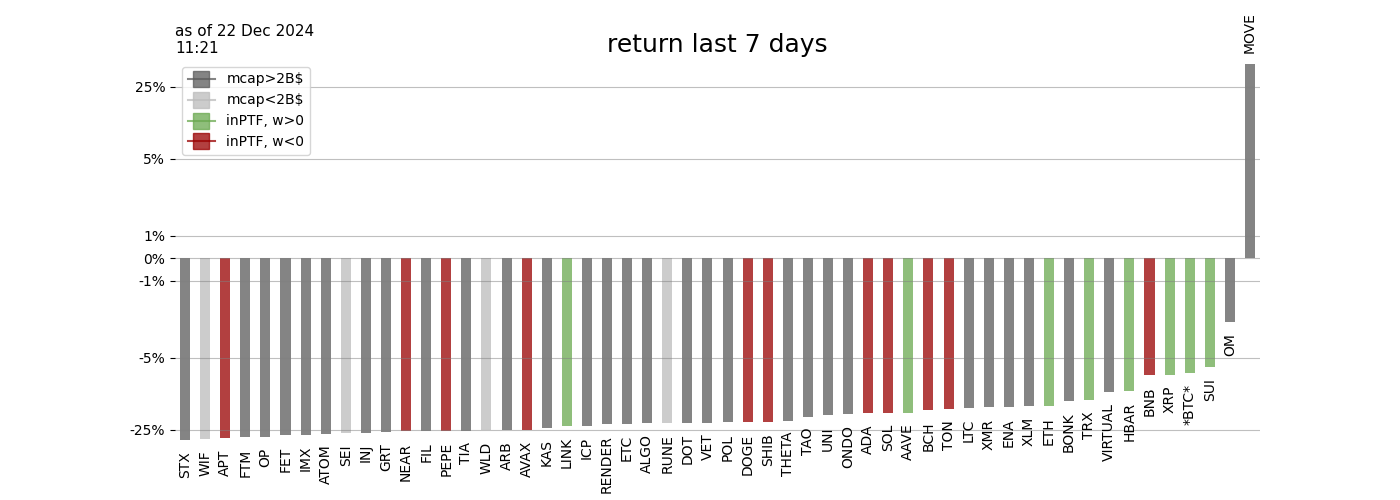 as of 22 Dec 2024
11:21
return last 7 days
mcap>2B$
mcap<2B$
inPTF, w>0
inPTF, w<0
25%
5%
1%
0%
-1%
-5%
-25%
STX
WIF
APT
FTM
OP
FET
IMX
ATOM
SEI
INJ
GRT
NEAR
FIL
PEPE
TIA
WLD
ARB
AVAX
KAS
LINK
ICP
RENDER
ETC
ALGO
RUNE
DOT
VET
POL
DOGE
SHIB
THETA
TAO
UNI
ONDO
ADA
SOL
AAVE
BCH
TON
LTC
XMR
ENA
XLM
ETH
BONK
TRX
VIRTUAL
HBAR
BNB
XRP
*BTC*
SUI
OM
MOVE